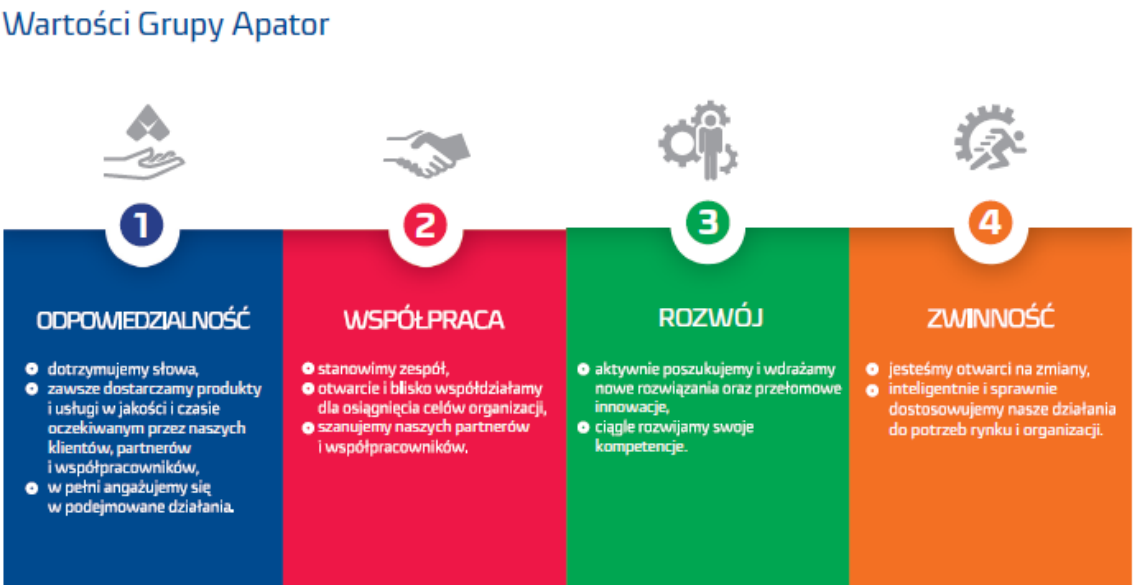 Wartości Grupy Apator
1
ODPOWIEDZIALNOŚĆ
dotrzymujemy słowa,
zawsze dostarczamy produkty
i usługi w jakości i czasie
oczekiwanym przez naszych
klientów, partnerów
i współpracowników,
w pełni angażujemy się
w podejmowane działania.
2
WSPÓŁPRACA
stanowimy zespół,
otwarcie i blisko współdziałamy
dla osiągnięcia celów organizacji,
szanujemy naszych partnerów
i współpracowników.
3
ROZWÓJ
aktywnie poszukujemy i wdrażamy
nowe rozwiązania oraz przełomowe
innowacje,
ciągle rozwijamy swoje
kompetencje.
4
ZWINNOŚĆ
jesteśmy otwarci na zmiany,
inteligentnie i sprawnie
dostosowujemy nasze działania
do potrzeb rynku i organizacji.